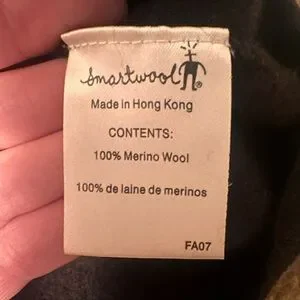 Smartwool®
Made in Hong Kong
CONTENTS:
100% Merino Wool
100% de laine de merinos
FA07